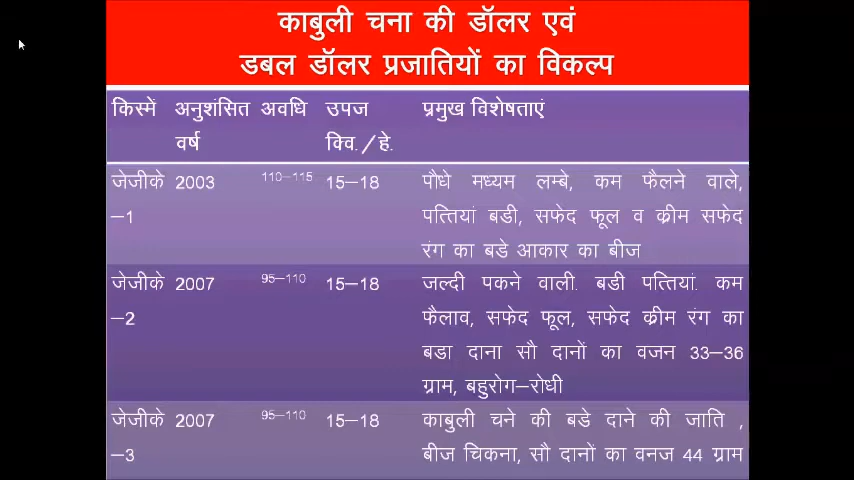 काबुली चना की डॉलर एवं
डबल डॉलर प्रजातियों का विकल्प
किस्में अनुशंसित अवधि उपज प्रमुख विशेषताएं
वर्ष क्विं./हे.
जेजीके 2003 110–115 15–18 पौधे मध्यम लम्बे, कम फैलने वाले,
–1 पत्तियां बडी, सफेद फूल व क्रीम सफेद
रंग का बडे आकार का बीज
जेजीके 2007 95–110 15–18 जल्दी पकने वाली. बडी पत्तियां. कम
–2 फैलाव, सफेद फूल, सफेद क्रीम रंग का
बडा दाना सौ दानों का वजन 33–36
ग्राम, बहुरोग–रोधी
जेजीके 2007 95–110 15–18 काबुली चने की बडे दाने की जाति ,
–3 बीज चिकना, सौ दानों का वनज 44 ग्राम